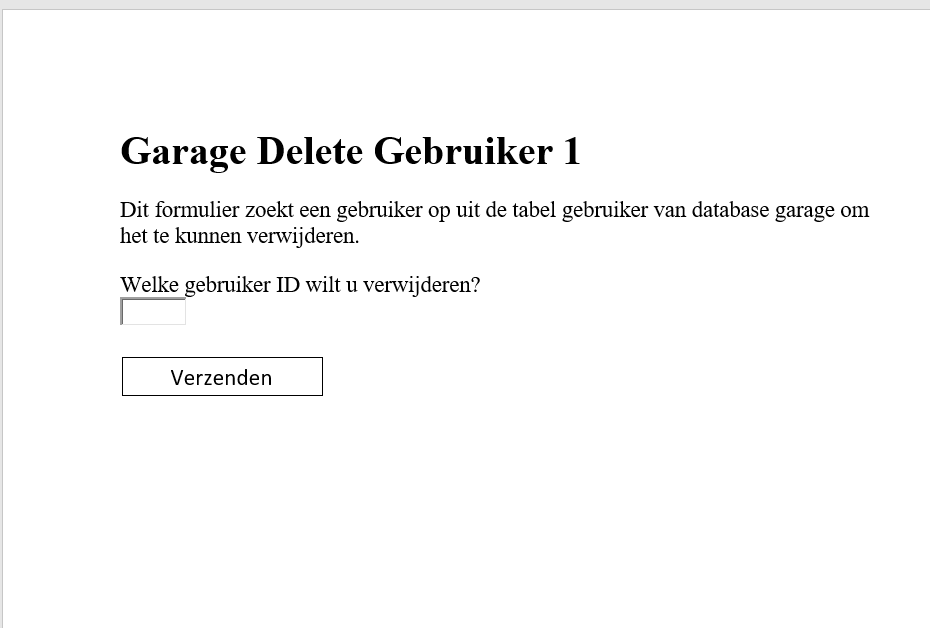 Garage Delete Gebruiker 1
Dit formulier zoekt een gebruiker op uit de tabel gebruiker van database garage om
het te kunnen verwijderen.
Welke gebruiker ID wilt u verwijderen?
Verzenden